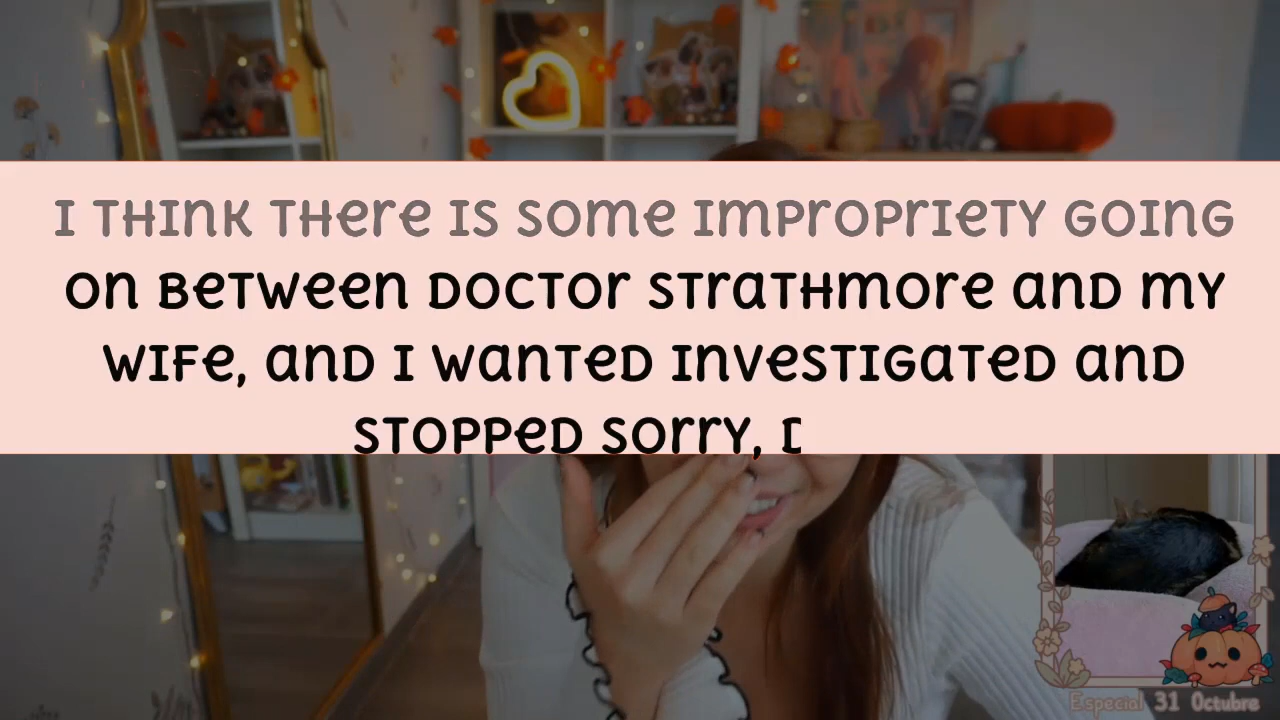 I THINK THERE IS SOME IMPROPRIETY GOING
ON BETWEEN DOCTOR STRATHMORE AND MY
WIFE, AND I WANTED INVESTIGATED AND
STOPPED SORRY,
Especial 31 Octubre